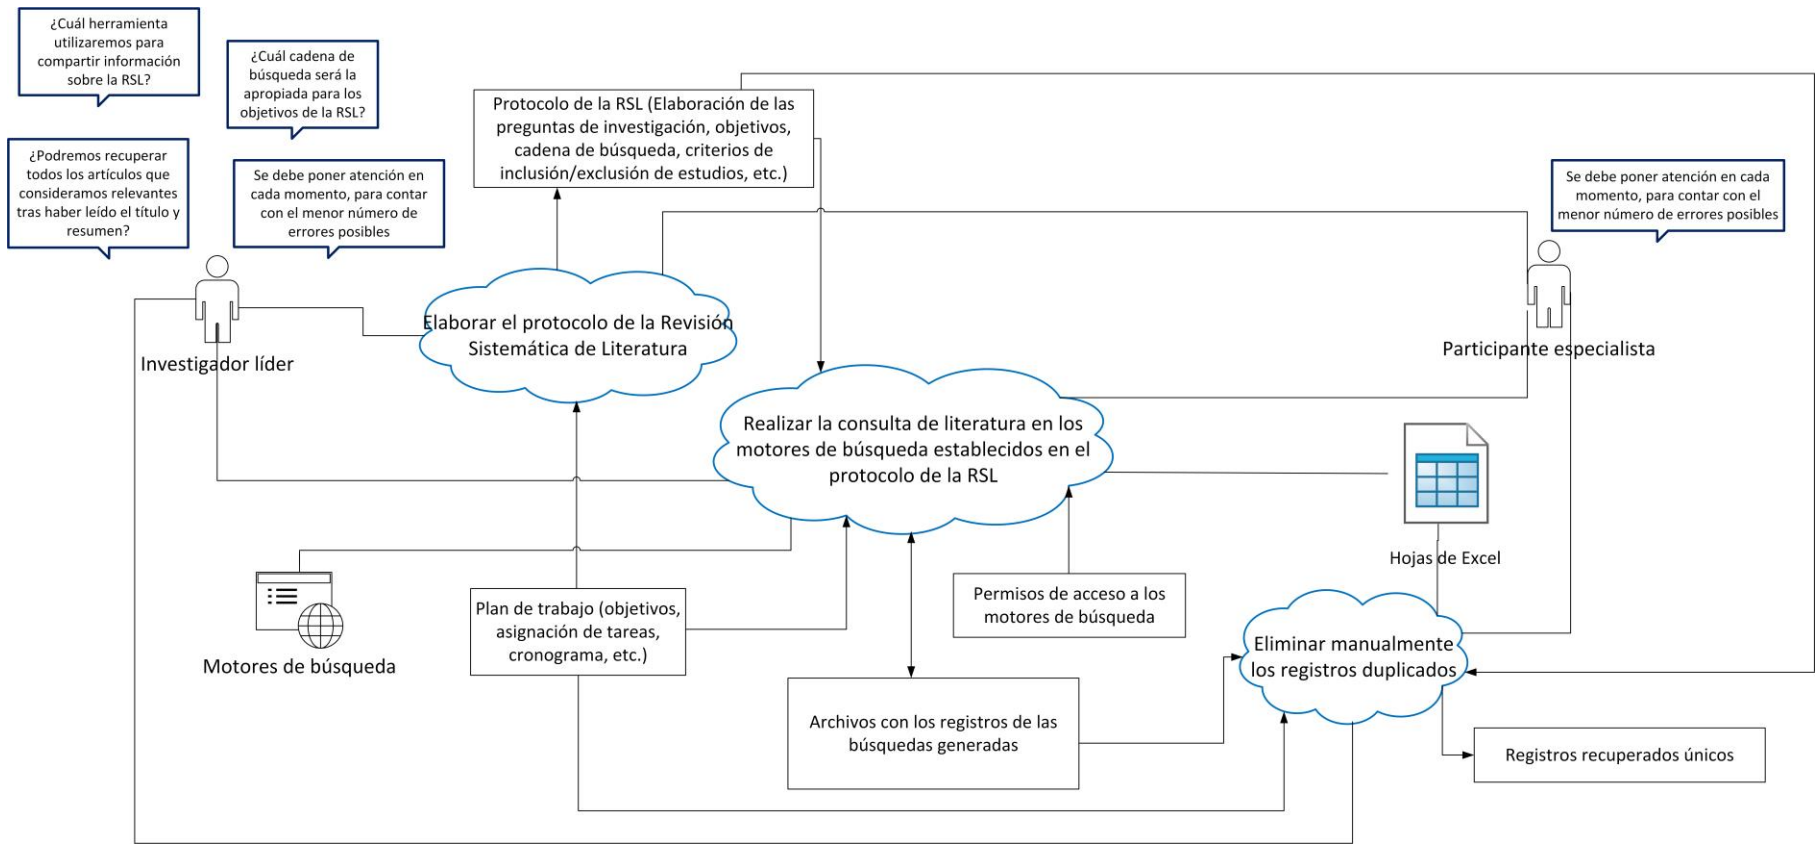 ¿Cuál herramienta
utilizaremos para
compartir información
sobre la RSL?
¿Cuál cadena de
búsqueda será la
apropiada para los
objetivos de la RSL?
¿Podremos recuperar
todos los artículos que
consideramos relevantes
tras haber leído el título y
resumen?
Se debe poner atención en
cada momento, para contar
con el menor número de
errores posibles
Protocolo de la RSL (Elaboración de las
preguntas de investigación, objetivos,
cadena de búsqueda, criterios de
inclusión/exclusión de estudios, etc.)
Se debe poner atención en cada
momento, para contar con el
menor número de errores posibles
Investigador líder
Elaborar el protocolo de la Revisión
Sistemática de Literatura
Participante especialista
Realizar la consulta de literatura en los
motores de búsqueda establecidos en el
protocolo de la RSL
Hojas de Excel
Motores de búsqueda
Plan de trabajo (objetivos,
asignación de tareas,
cronograma, etc.)
Permisos de acceso a los
motores de búsqueda
Eliminar manualmente
los registros duplicados
Archivos con los registros de las
búsquedas generadas
Registros recuperados únicos